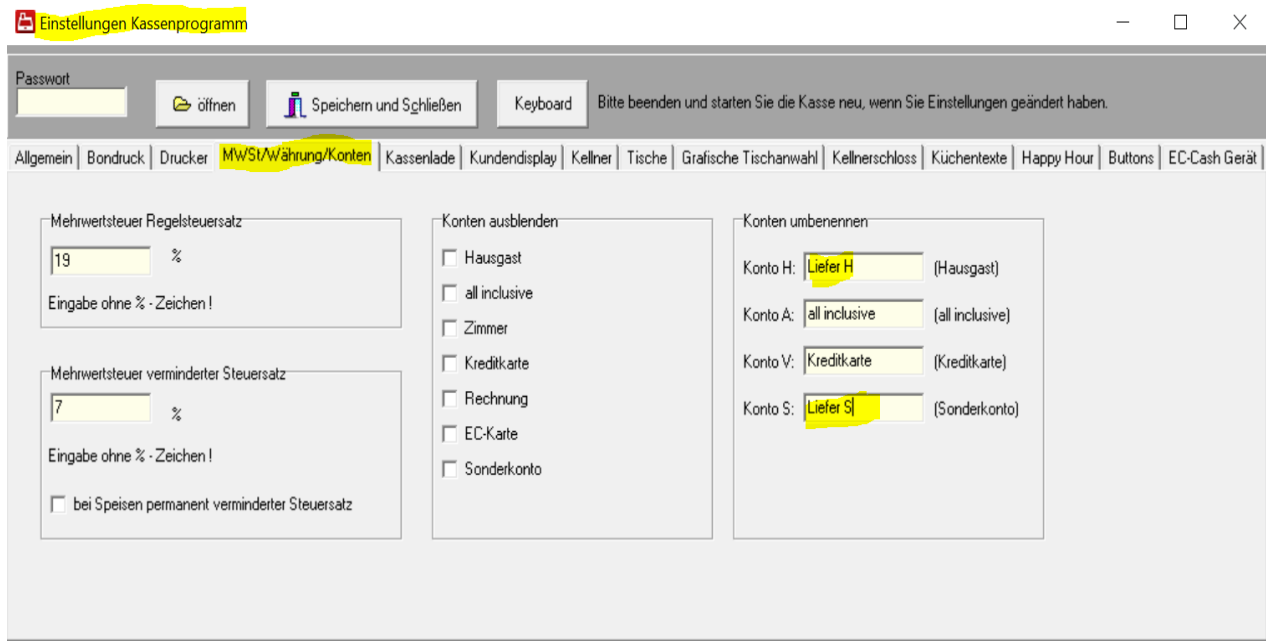 Einstellungen Kassenprogramm
Passwort
öffnen
Speichern und Schließen
Keyboard
Bitte beenden und starten Sie die Kasse neu, wenn Sie Einstellungen geändert haben.
Allgemein
Bondruck
Drucker
MWSt/Währung/Konten
Kassenlade
Kundendisplay
Kellner
Tische
Grafische Tischanwahl
Kellnerschloss
Küchentexte
Happy Hour
Buttons
EC-Cash Gerät
Mehrwertsteuer Regelsteuersatz
19 %
Eingabe ohne % - Zeichen !
Mehrwertsteuer verminderter Steuersatz
7 %
Eingabe ohne % - Zeichen !
bei Speisen permanent verminderter Steuersatz
Konten ausblenden
Hausgast
all inclusive
Zimmer
Kreditkarte
Rechnung
EC-Karte
Sonderkonto
Konten umbenennen
Konto H: Liefer H (Hausgast)
Konto A: all inclusive (all inclusive)
Konto V: Kreditkarte (Kreditkarte)
Konto S: Liefer S (Sonderkonto)